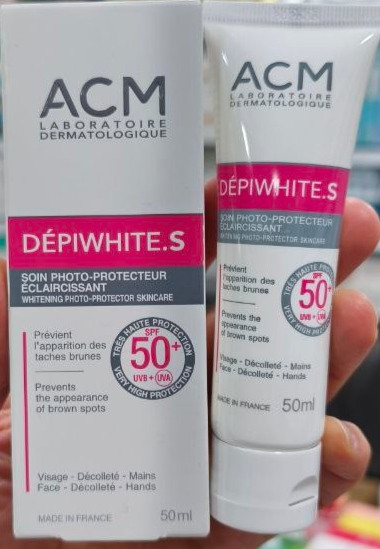 ACM
LABORATOIRE
DERMATOLOGIQUE
DÉPIWHITE.S
SOIN PHOTO-PROTECTEUR
ÉCLAIRCISSANT
WHITENING PHOTO-PROTECTOR SKINCARE
Prévient
l'apparition des
taches brunes
Prevents
the appearance
of brown spots
TRÈS HAUTE PROTECTION
SPF
50+
UVB + UVA
VERY HIGH PROTECTION
Visage - Décolleté - Mains
Face - Décolleté - Hands
MADE IN FRANCE 50ml
ACM
LABORATOIRE
DERMATOLOGIQUE
DÉPIWHITE.S
SOIN PHOTO-PROTECTEUR
ÉCLAIRCISSANT
WHITENING PHOTO-PROTECTOR SKINCARE
Prévient
l'apparition des
taches brunes
Prevents the
appearance
of brown spots
TRÈS HAUTE PRO
SPF
50
UVB + UVA
VERY HIGH PRO
Visage - Décolleté - Mains
Face - Décolleté - Hands
MADE IN FRANCE 50ml